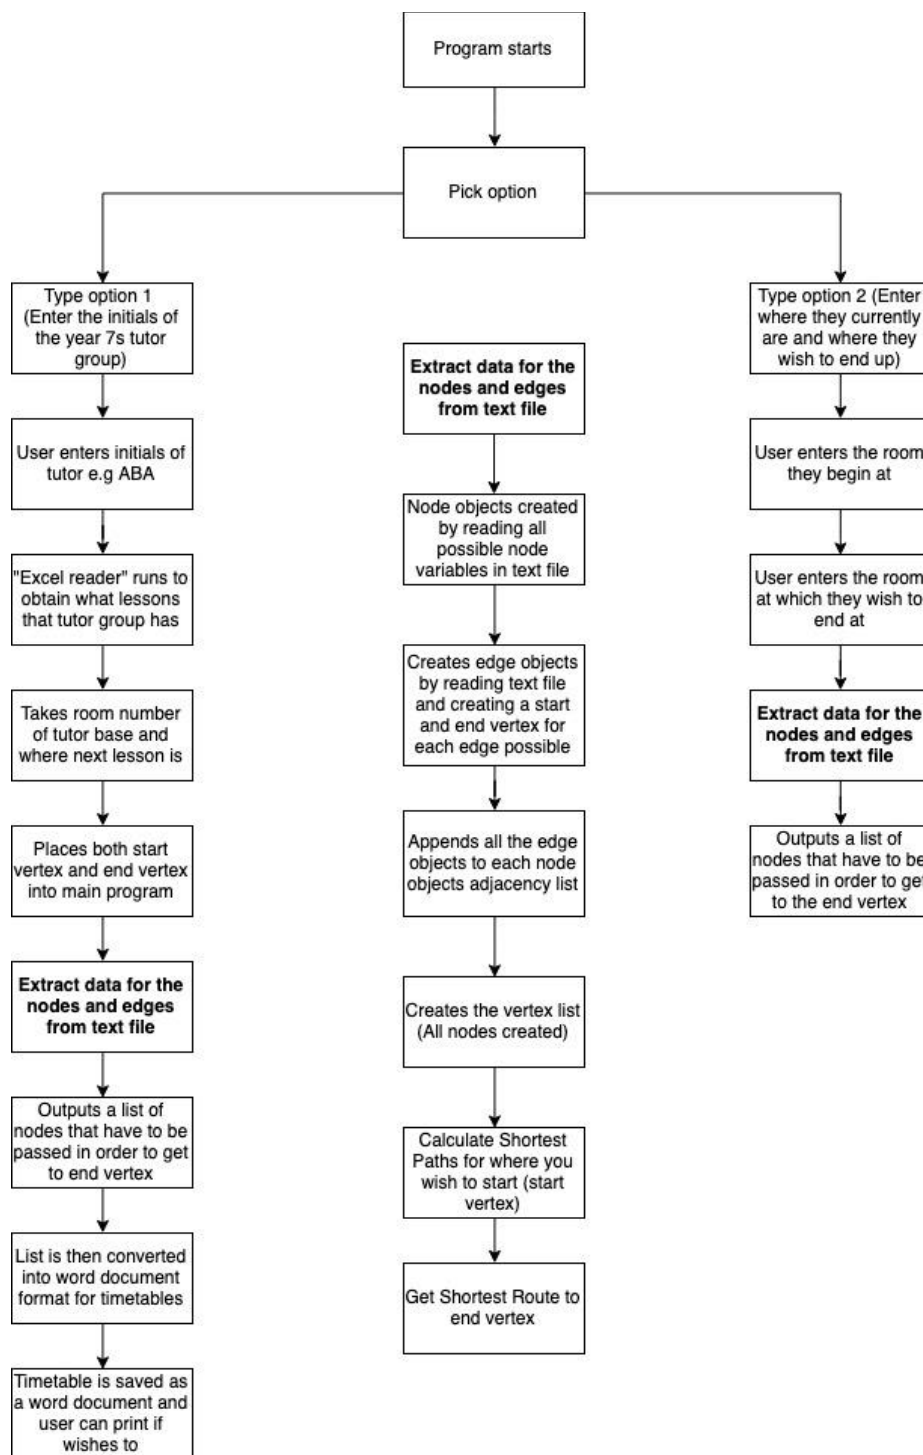 Program starts
Pick option
Type option 1
(Enter the initials of
the year 7s tutor
group)
User enters initials of
tutor e.g ABA
"Excel reader" runs to
obtain what lessons
that tutor group has
Takes room number
of tutor base and
where next lesson is
Places both start
vertex and end vertex
into main program
Extract data for the
nodes and edges
from text file
Outputs a list of
nodes that have to be
passed in order to get
to end vertex
List is then converted
into word document
format for timetables
Timetable is saved as
a word document and
user can print if
wishes to
Extract data for the
nodes and edges
from text file
Node objects created
by reading all
possible node
variables in text file
Creates edge objects
by reading text file
and creating a start
and end vertex for
each edge possible
Appends all the edge
objects to each node
objects adjacency list
Creates the vertex list
(All nodes created)
Calculate Shortest
Paths for where you
wish to start (start
vertex)
Get Shortest Route to
end vertex
Type option 2 (Enter
where they currently
are and where they
wish to end up)
User enters the room
they begin at
User enters the room
at which they wish to
end at
Extract data for the
nodes and edges
from text file
Outputs a list of
nodes that have to be
passed in order to get
to the end vertex